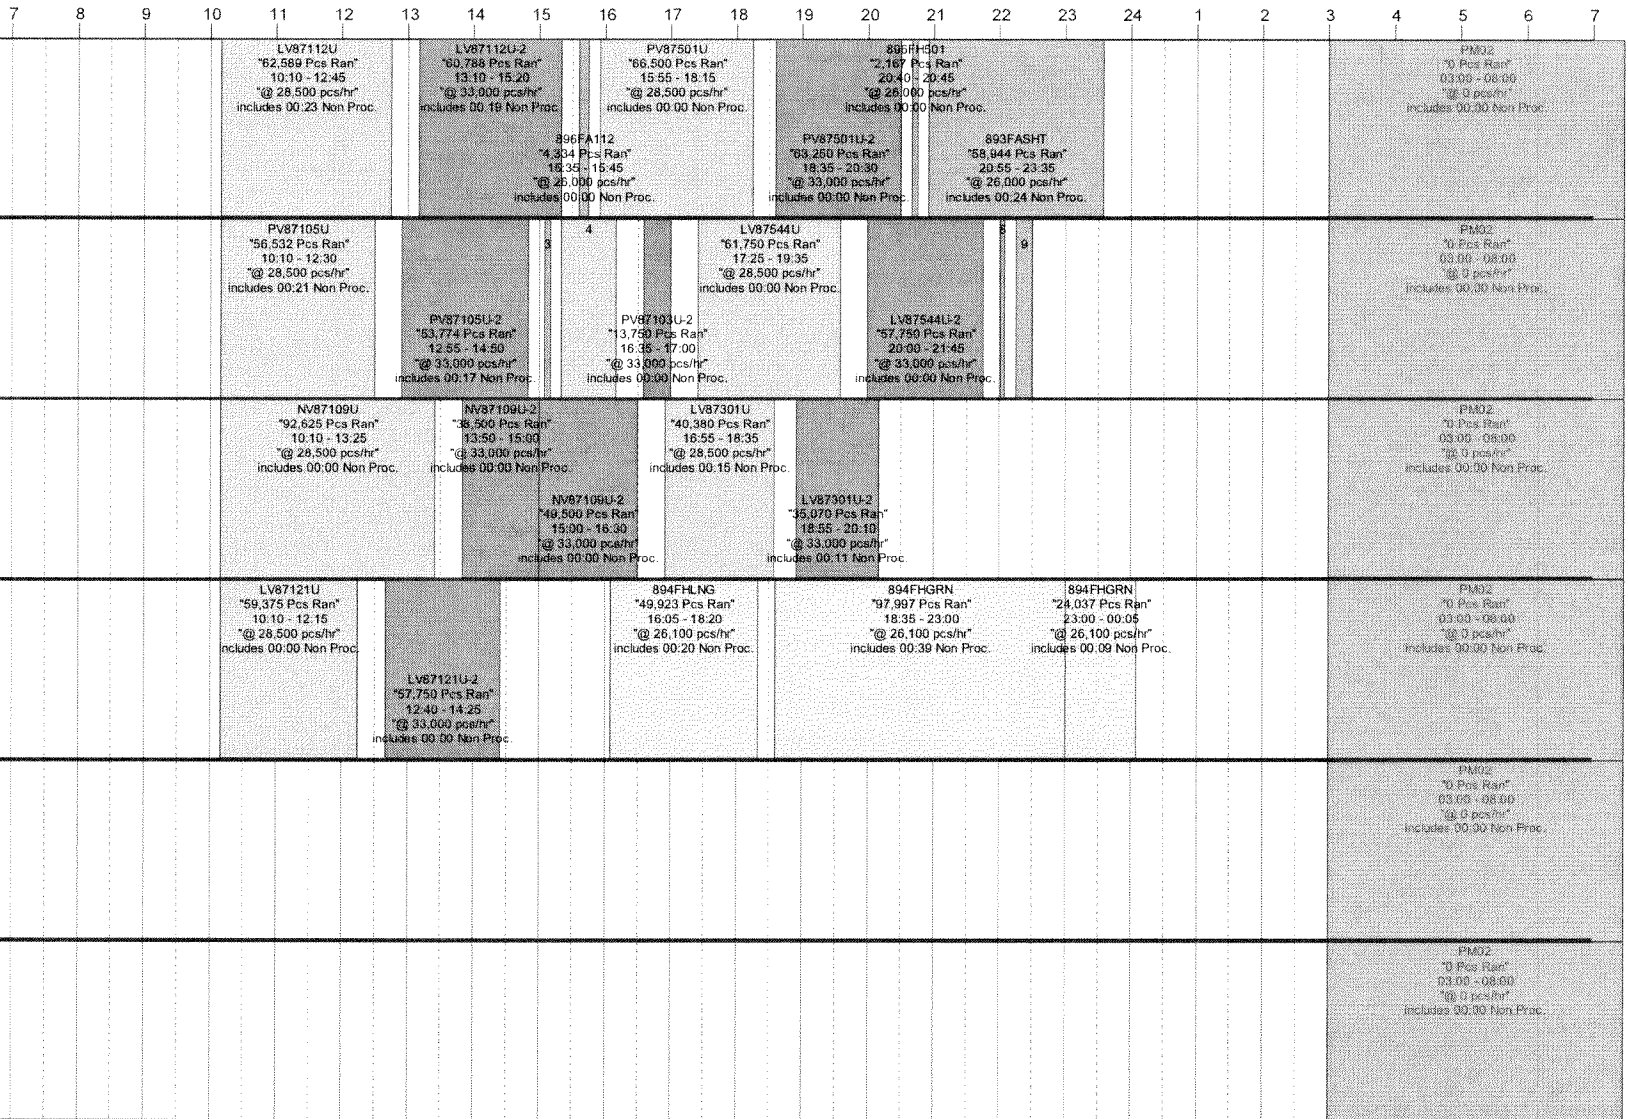 7 8 9 10 11 12 13 14 15 16 17 18 19 20 21 22 23 24 1 2 3 4 5 6 7
LV87112U
"62,589 Pcs Ran"
10:10 - 12:45
"@ 28,500 pcs/hr"
includes 00:23 Non Proc.
LV87112U-2
"60,788 Pcs Ran"
13:10 - 15:20
"@ 33,000 pcs/hr"
includes 00:19 Non Proc.
896FA112
"4,334 Pcs Ran"
15:35 - 15:45
"@ 26,000 pcs/hr"
includes 00:00 Non Proc.
PV87501U
"66,500 Pcs Ran"
15:55 - 18:15
"@ 28,500 pcs/hr"
includes 00:00 Non Proc.
PV87501U-2
"63,250 Pcs Ran"
18:35 - 20:30
"@ 33,000 pcs/hr"
includes 00:00 Non Proc.
896FH501
"2,167 Pcs Ran"
20:40 - 20:45
"@ 26,000 pcs/hr"
includes 00:00 Non Proc.
893FASHT
"58,944 Pcs Ran"
20:55 - 23:35
"@ 26,000 pcs/hr"
includes 00:24 Non Proc.
PM02
"0 Pcs Ran"
03:00 - 08:00
"@ 0 pcs/hr"
includes 00:00 Non Proc.
PV87105U
"56,532 Pcs Ran"
10:10 - 12:30
"@ 28,500 pcs/hr"
includes 00:21 Non Proc.
PV87105U-2
"53,774 Pcs Ran"
12:55 - 14:50
"@ 33,000 pcs/hr"
includes 00:17 Non Proc.
3
4
PV87103U-2
"13,750 Pcs Ran"
16:35 - 17:00
"@ 33,000 pcs/hr"
includes 00:00 Non Proc.
LV87544U
"61,750 Pcs Ran"
17:25 - 19:35
"@ 28,500 pcs/hr"
includes 00:00 Non Proc.
LV87544U-2
"57,750 Pcs Ran"
20:00 - 21:45
"@ 33,000 pcs/hr"
includes 00:00 Non Proc.
9
PM02
"0 Pcs Ran"
03:00 - 08:00
"@ 0 pcs/hr"
includes 00:00 Non Proc.
NV87109U
"92,625 Pcs Ran"
10:10 - 13:25
"@ 28,500 pcs/hr"
includes 00:00 Non Proc.
NV87109U-2
"38,500 Pcs Ran"
13:50 - 15:00
"@ 33,000 pcs/hr"
includes 00:00 Non Proc.
NV87109U-2
"49,500 Pcs Ran"
15:00 - 16:30
"@ 33,000 pcs/hr"
includes 00:00 Non Proc.
LV87301U
"40,380 Pcs Ran"
16:55 - 18:35
"@ 28,500 pcs/hr"
includes 00:15 Non Proc.
LV87301U-2
"35,070 Pcs Ran"
18:55 - 20:10
"@ 33,000 pcs/hr"
includes 00:11 Non Proc.
PM02
"0 Pcs Ran"
03:00 - 08:00
"@ 0 pcs/hr"
includes 00:00 Non Proc.
LV87121U
"59,375 Pcs Ran"
10:10 - 12:15
"@ 28,500 pcs/hr"
includes 00:00 Non Proc.
LV87121U-2
"57,750 Pcs Ran"
12:40 - 14:25
"@ 33,000 pcs/hr"
includes 00:00 Non Proc.
894FHLNG
"49,923 Pcs Ran"
16:05 - 18:20
"@ 26,100 pcs/hr"
includes 00:20 Non Proc.
894FHGRN
"97,997 Pcs Ran"
18:35 - 23:00
"@ 26,100 pcs/hr"
includes 00:39 Non Proc.
894FHGRN
"24,037 Pcs Ran"
23:00 - 00:05
"@ 26,100 pcs/hr"
includes 00:09 Non Proc.
PM02
"0 Pcs Ran"
03:00 - 08:00
"@ 0 pcs/hr"
includes 00:00 Non Proc.
PM02
"0 Pcs Ran"
03:00 - 08:00
"@ 0 pcs/hr"
includes 00:00 Non Proc.
PM02
"0 Pcs Ran"
03:00 - 08:00
"@ 0 pcs/hr"
includes 00:00 Non Proc.